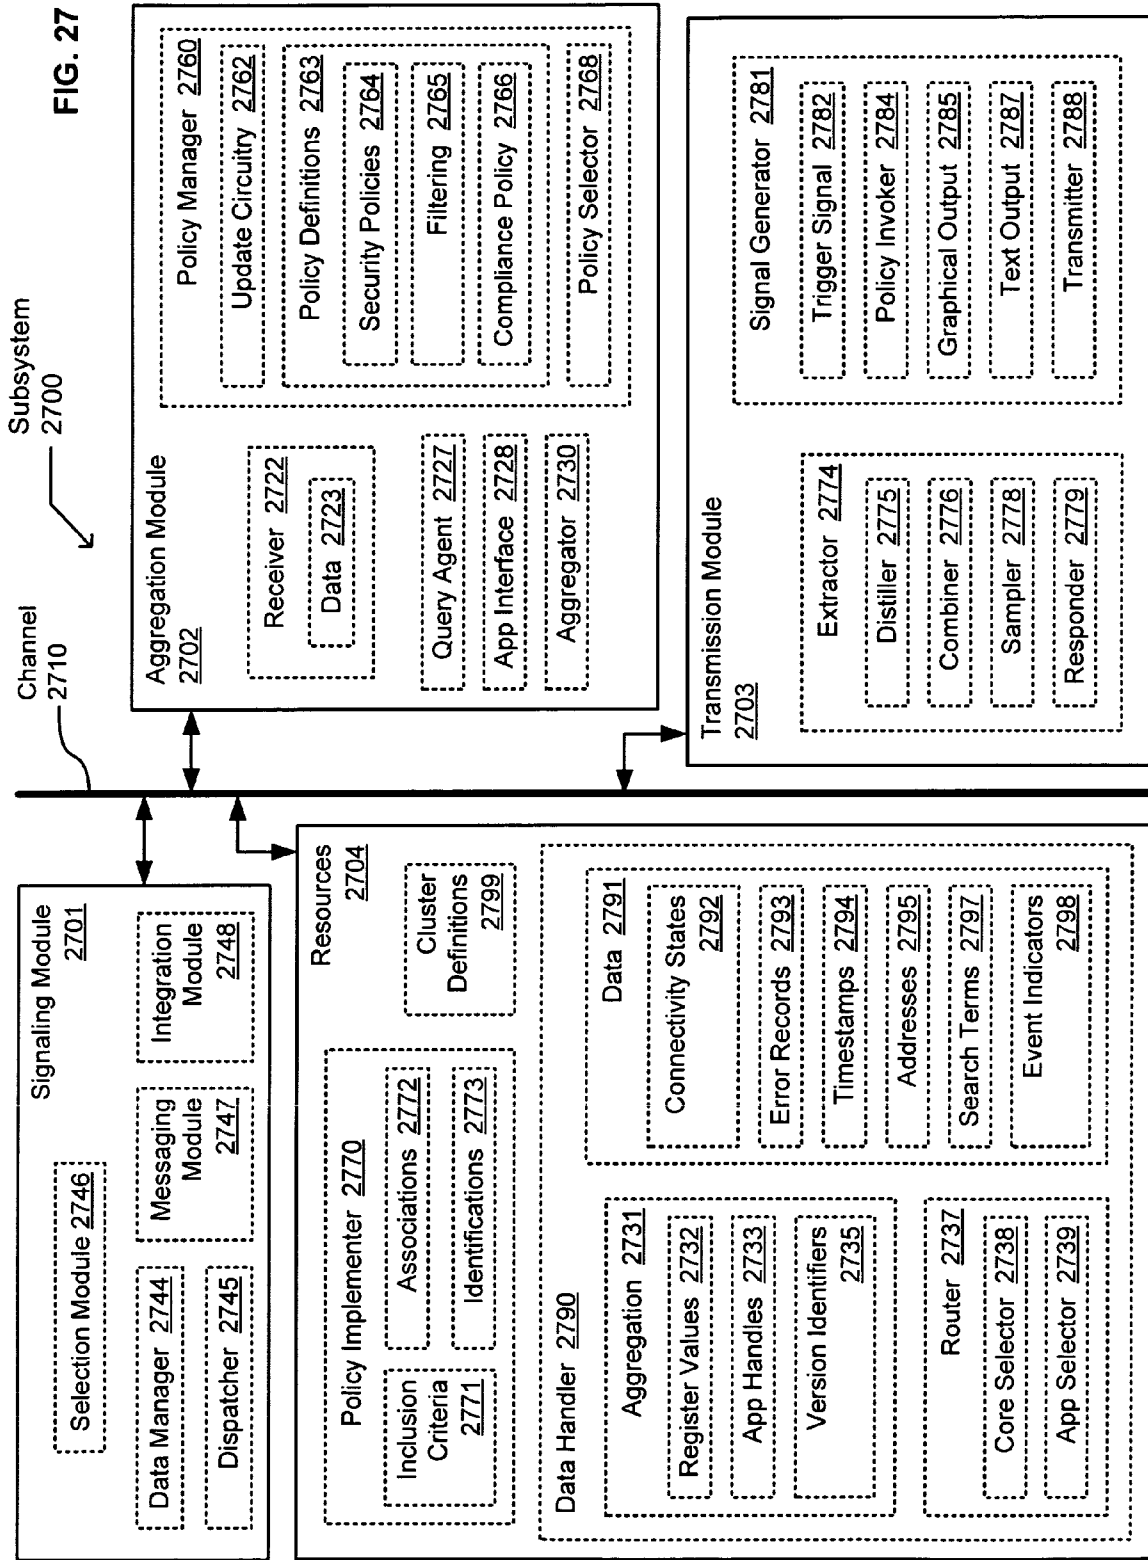 FIG. 27
Subsystem
2700
Channel
2710
Signaling Module
2701
Selection Module 2746
Data Manager 2744
Dispatcher 2745
Messaging
Module
2747
Integration
Module
2748
Aggregation Module
2702
Receiver 2722
Data 2723
Query Agent 2727
App Interface 2728
Aggregator 2730
Policy Manager 2760
Update Circuitry 2762
Policy Definitions 2763
Security Policies 2764
Filtering 2765
Compliance Policy 2766
Policy Selector 2768
Resources
2704
Policy Implementer 2770
Inclusion
Criteria
2771
Associations 2772
Identifications 2773
Cluster
Definitions
2799
Data Handler 2790
Aggregation 2731
Register Values 2732
App Handles 2733
Version Identifiers
2735
Router 2737
Core Selector 2738
App Selector 2739
Data 2791
Connectivity States
2792
Error Records 2793
Timestamps 2794
Addresses 2795
Search Terms 2797
Event Indicators
2798
Transmission Module
2703
Extractor 2774
Distiller 2775
Combiner 2776
Sampler 2778
Responder 2779
Signal Generator 2781
Trigger Signal 2782
Policy Invoker 2784
Graphical Output 2785
Text Output 2787
Transmitter 2788